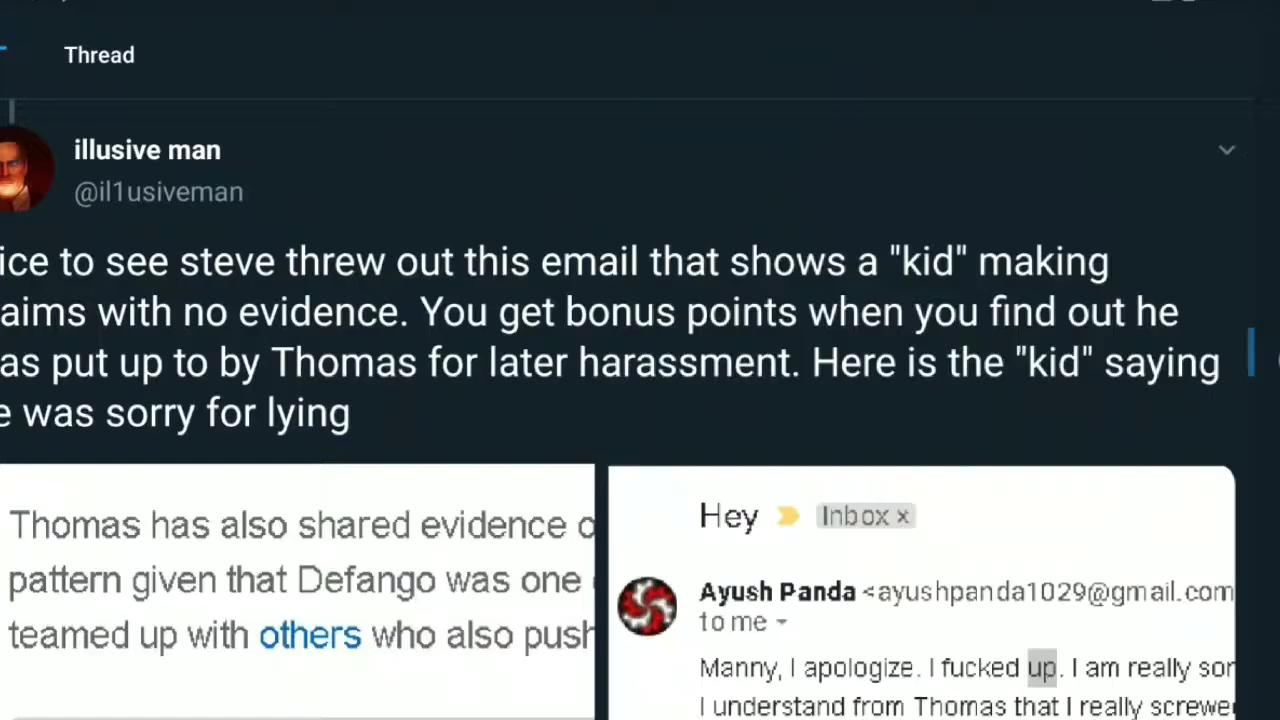 Thread
illusive man
@il1usiveman
ice to see steve threw out this email that shows a "kid" making
aims with no evidence. You get bonus points when you find out he
as put up to by Thomas for later harassment. Here is the "kid" saying
e was sorry for lying
Thomas has also shared evidence o
pattern given that Defango was one
teamed up with others who also push
Hey Inbox x
Ayush Panda <ayushpanda1029@gmail.com
to me
Manny, I apologize. I fucked up. I am really sor
I understand from Thomas that I really screwe